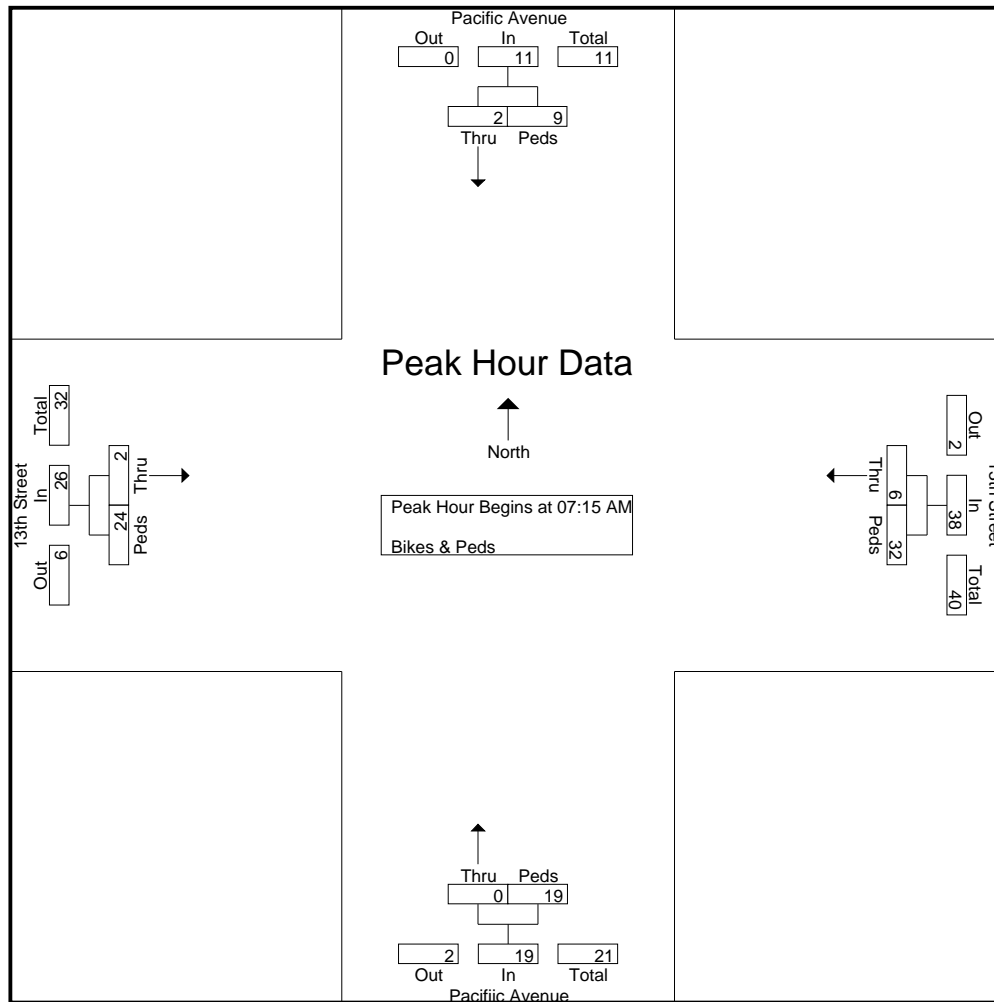 Pacific Avenue
Out In Total
0 11 11
2 9
Thru Peds
Peak Hour Data
North
Peak Hour Begins at 07:15 AM
Bikes & Peds
13th Street
Out In Total
6 26 32
24 2
Peds Thru
Out In Total
2 38 40
6 32
Thru Peds
Street
Thru Peds
0 19
2 19 21
Out In Total
Pacifiic Avenue